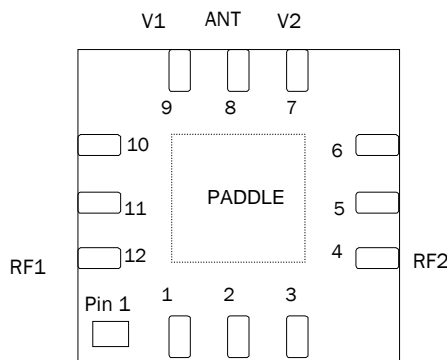 V1 ANT V2
9 8 7
10 6
PADDLE
11 5
12 4
RF1 RF2
Pin 1 1 2 3